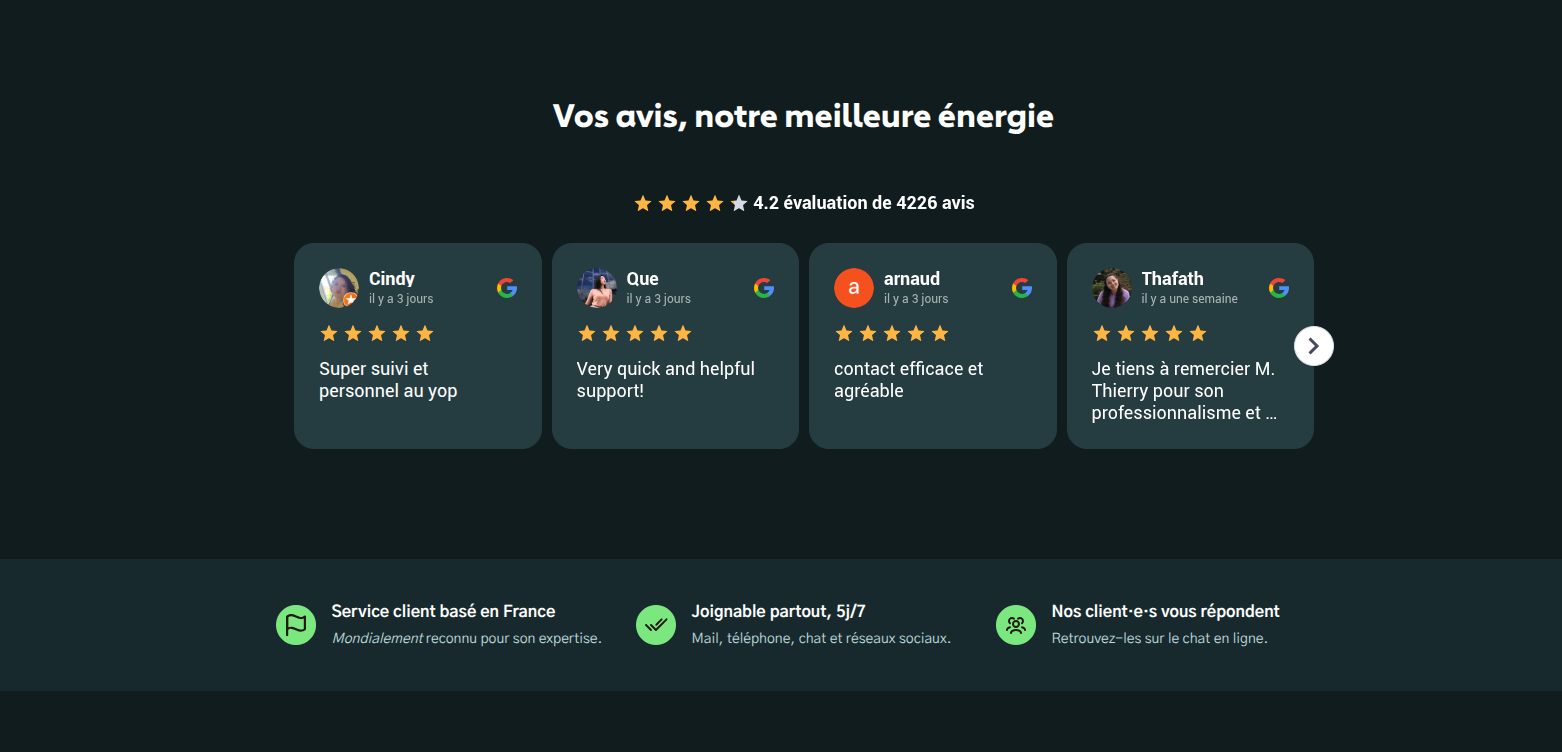 Vos avis, notre meilleure énergie
4.2 évaluation de 4226 avis
Cindy
il y a 3 jours
Super suivi et
personnel au yop
Que
il y a 3 jours
Very quick and helpful
support!
a
arnaud
il y a 3 jours
contact efficace et
agréable
Thafath
il y a une semaine
Je tiens à remercier M.
Thierry pour son
professionnalisme et ...
Service client basé en France
Mondialement reconnu pour son expertise.
Joignable partout, 5j/7
Mail, téléphone, chat et réseaux sociaux.
Nos client·e·s vous répondent
Retrouvez-les sur le chat en ligne.